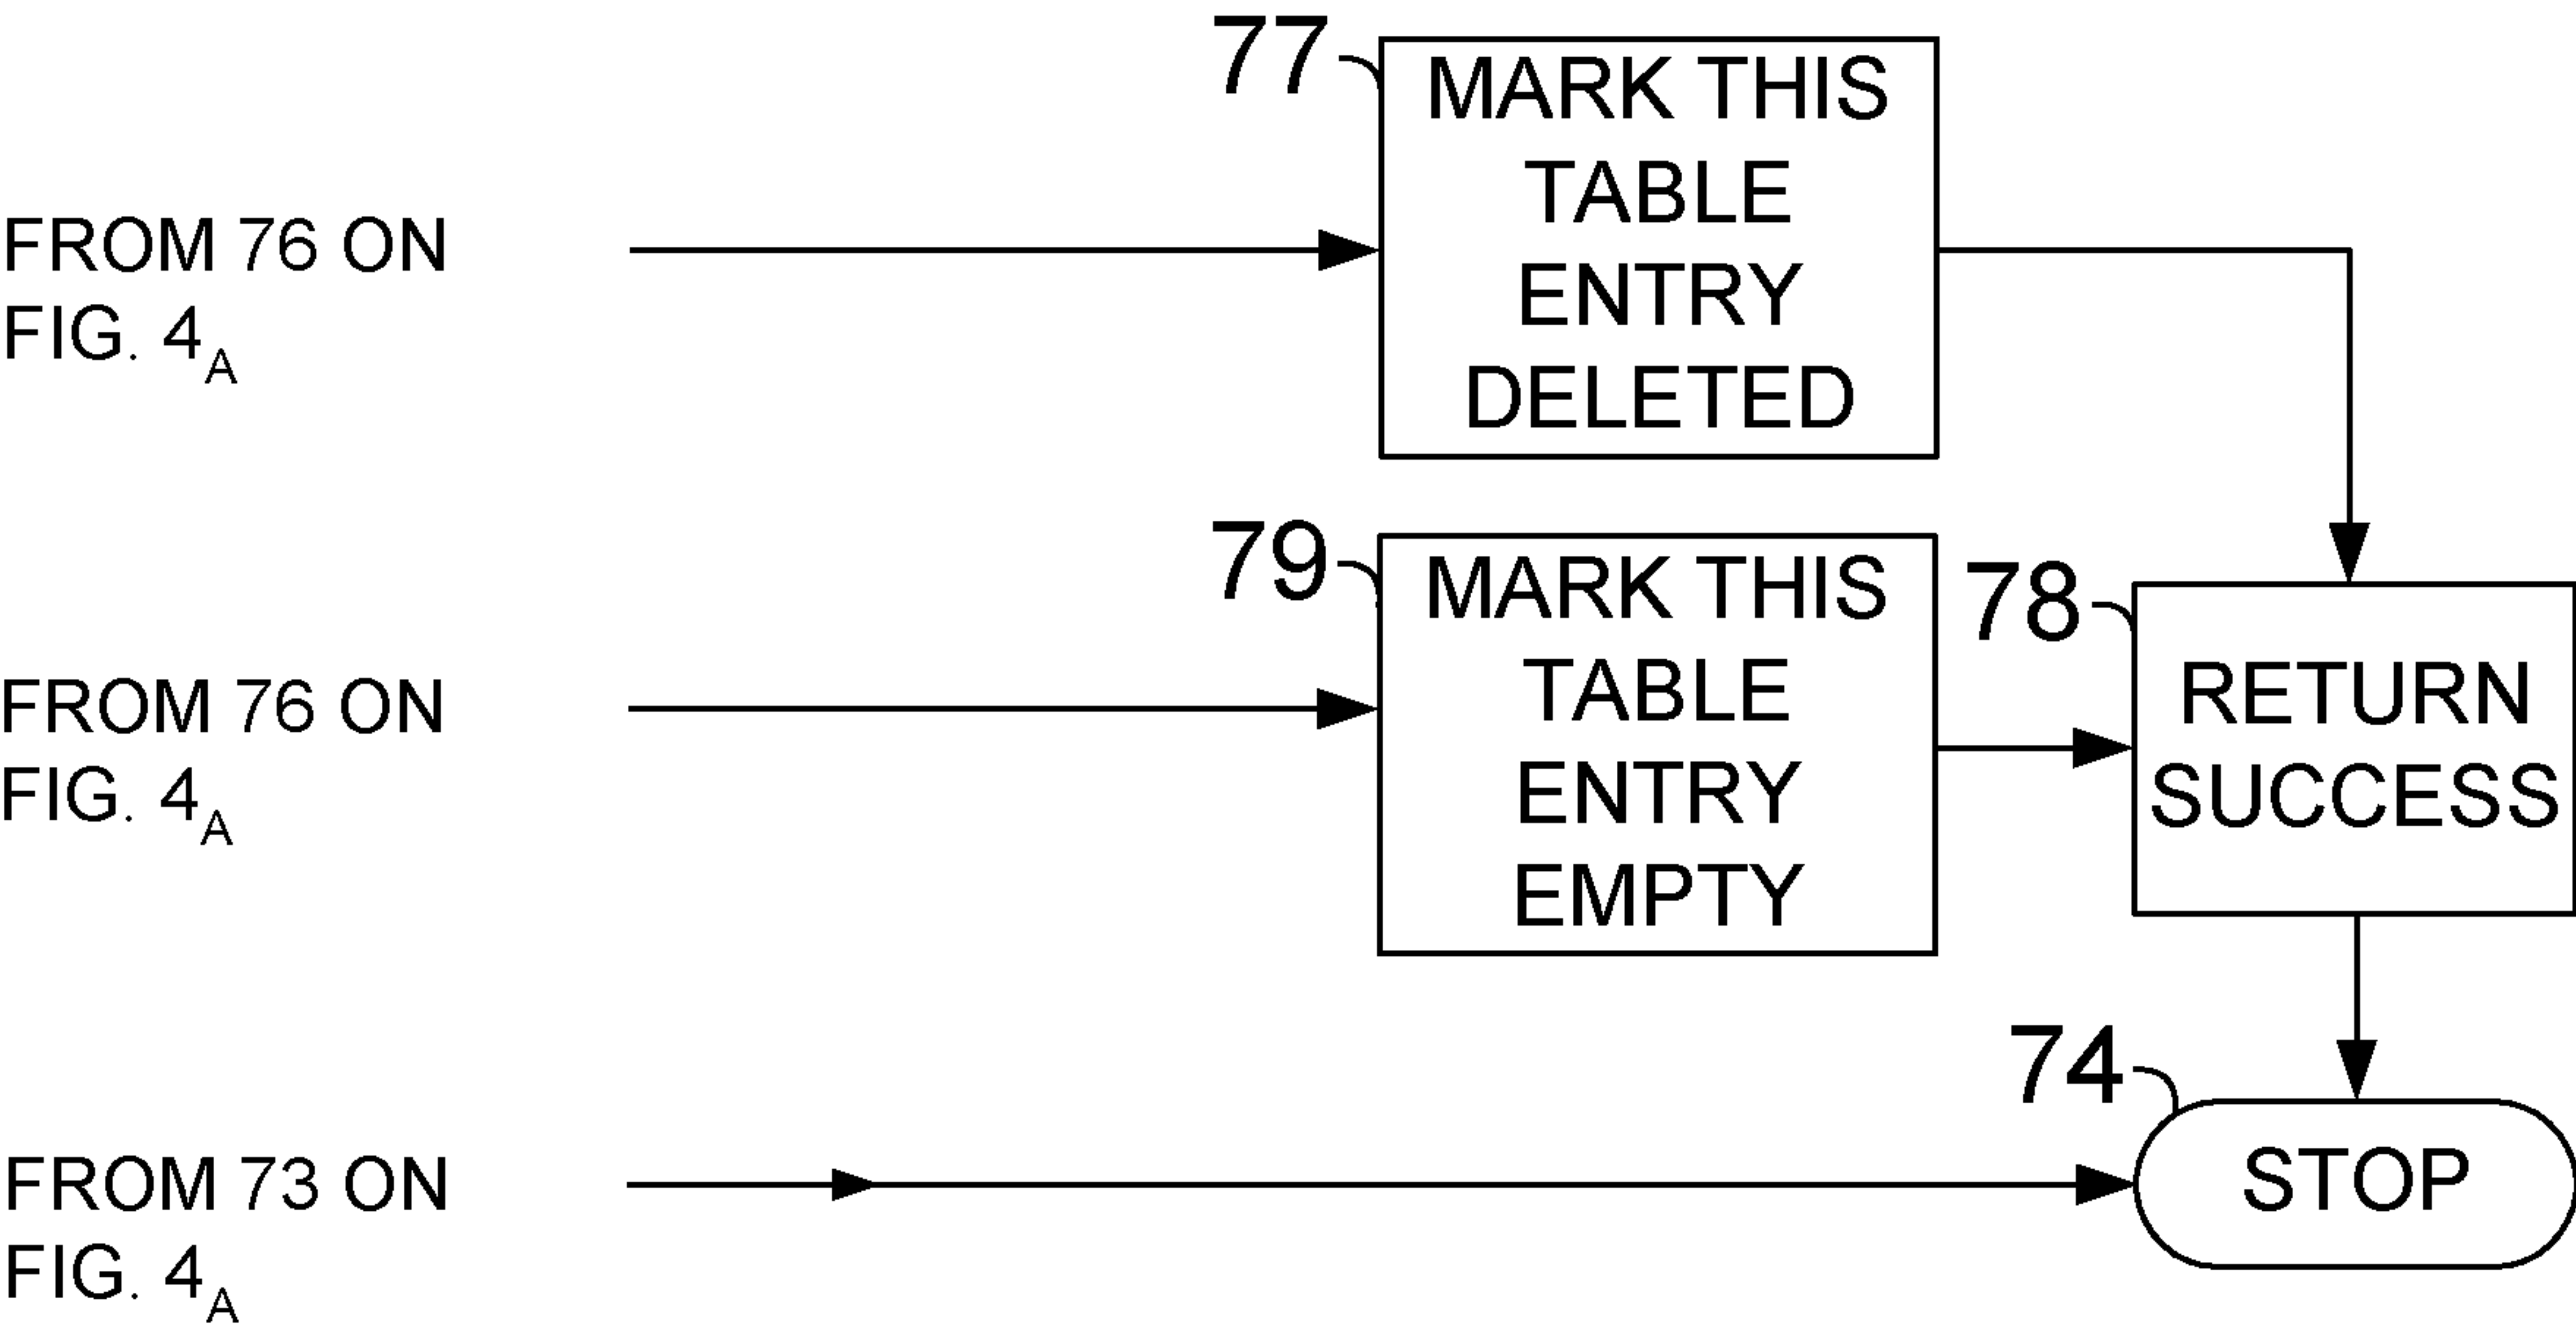 77
MARK THIS
TABLE
ENTRY
DELETED
FROM 76 ON
FIG. 4A
79
MARK THIS
TABLE
ENTRY
EMPTY
78
RETURN
SUCCESS
FROM 76 ON
FIG. 4A
74
STOP
FROM 73 ON
FIG. 4A